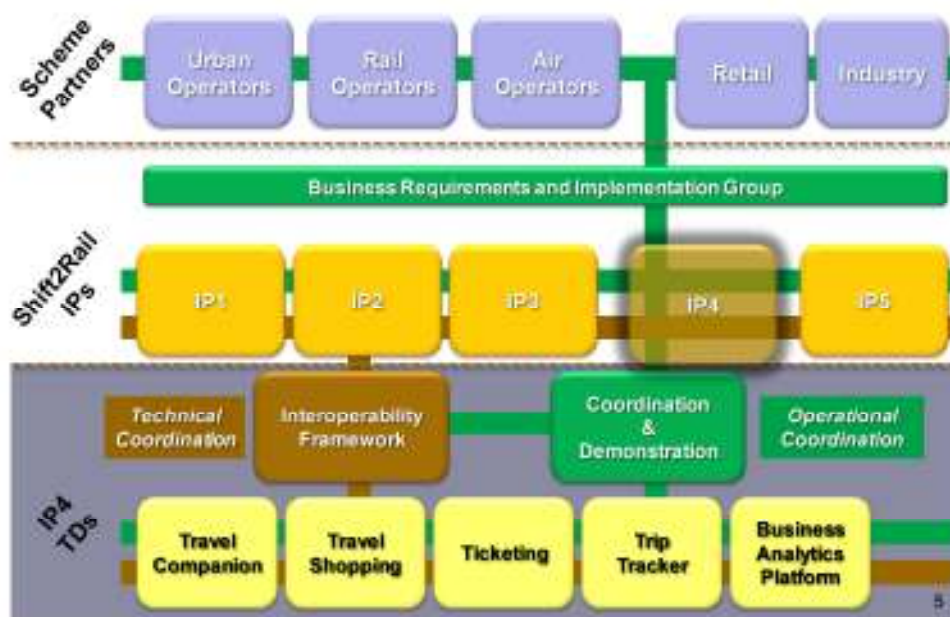 Scheme
Partners
Urban
Operators
Rail
Operators
Air
Operators
Retail
Industry
Business Requirements and Implementation Group
Shift2Rail
IPs
IP1
IP2
IP3
IP4
IP5
Technical
Coordination
Interoperability
Framework
Coordination
&
Demonstration
Operational
Coordination
IP4
TDs
Travel
Companion
Travel
Shopping
Ticketing
Trip
Tracker
Business
Analytics
Platform
5